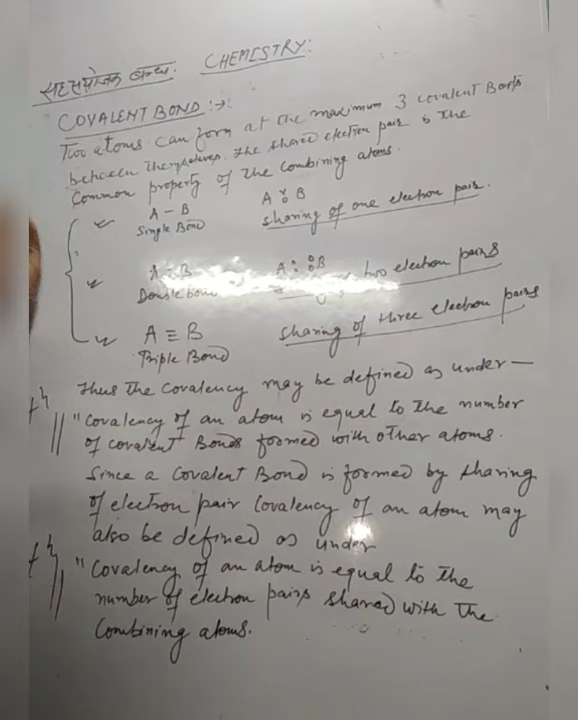 CHEMISTRY:
सहसंयोजक बन्ध:
COVALENT BOND :→:
Two atoms can form at the maximum 3 covalent Bonds
between themselves. The shared electron pair is the
Common property of the combining atoms.
A - B A : B
Single Bond sharing of one electron pair.
A = B A :: B
Double bond two electron pairs
A ≡ B sharing of three electron pairs
Triple Bond
Thus the covalency may be defined as under —
"Covalency of an atom is equal to the number
of covalent Bonds formed with other atoms.
Since a Covalent Bond is formed by sharing
of electron pair Covalency of an atom may
also be defined as under
"Covalency of an atom is equal to the
number of electron pairs shared with the
Combining atoms.